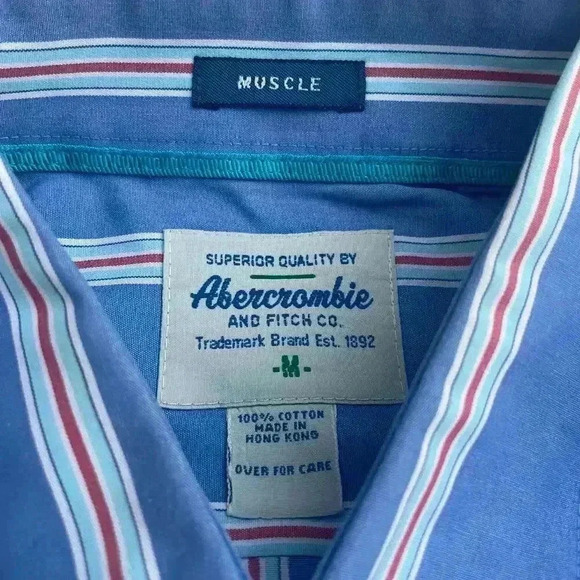 MUSCLE
SUPERIOR QUALITY BY
Abercrombie
AND FITCH CO.
Trademark Brand Est. 1892
-M-
100% COTTON
MADE IN
HONG KONG
OVER FOR CARE